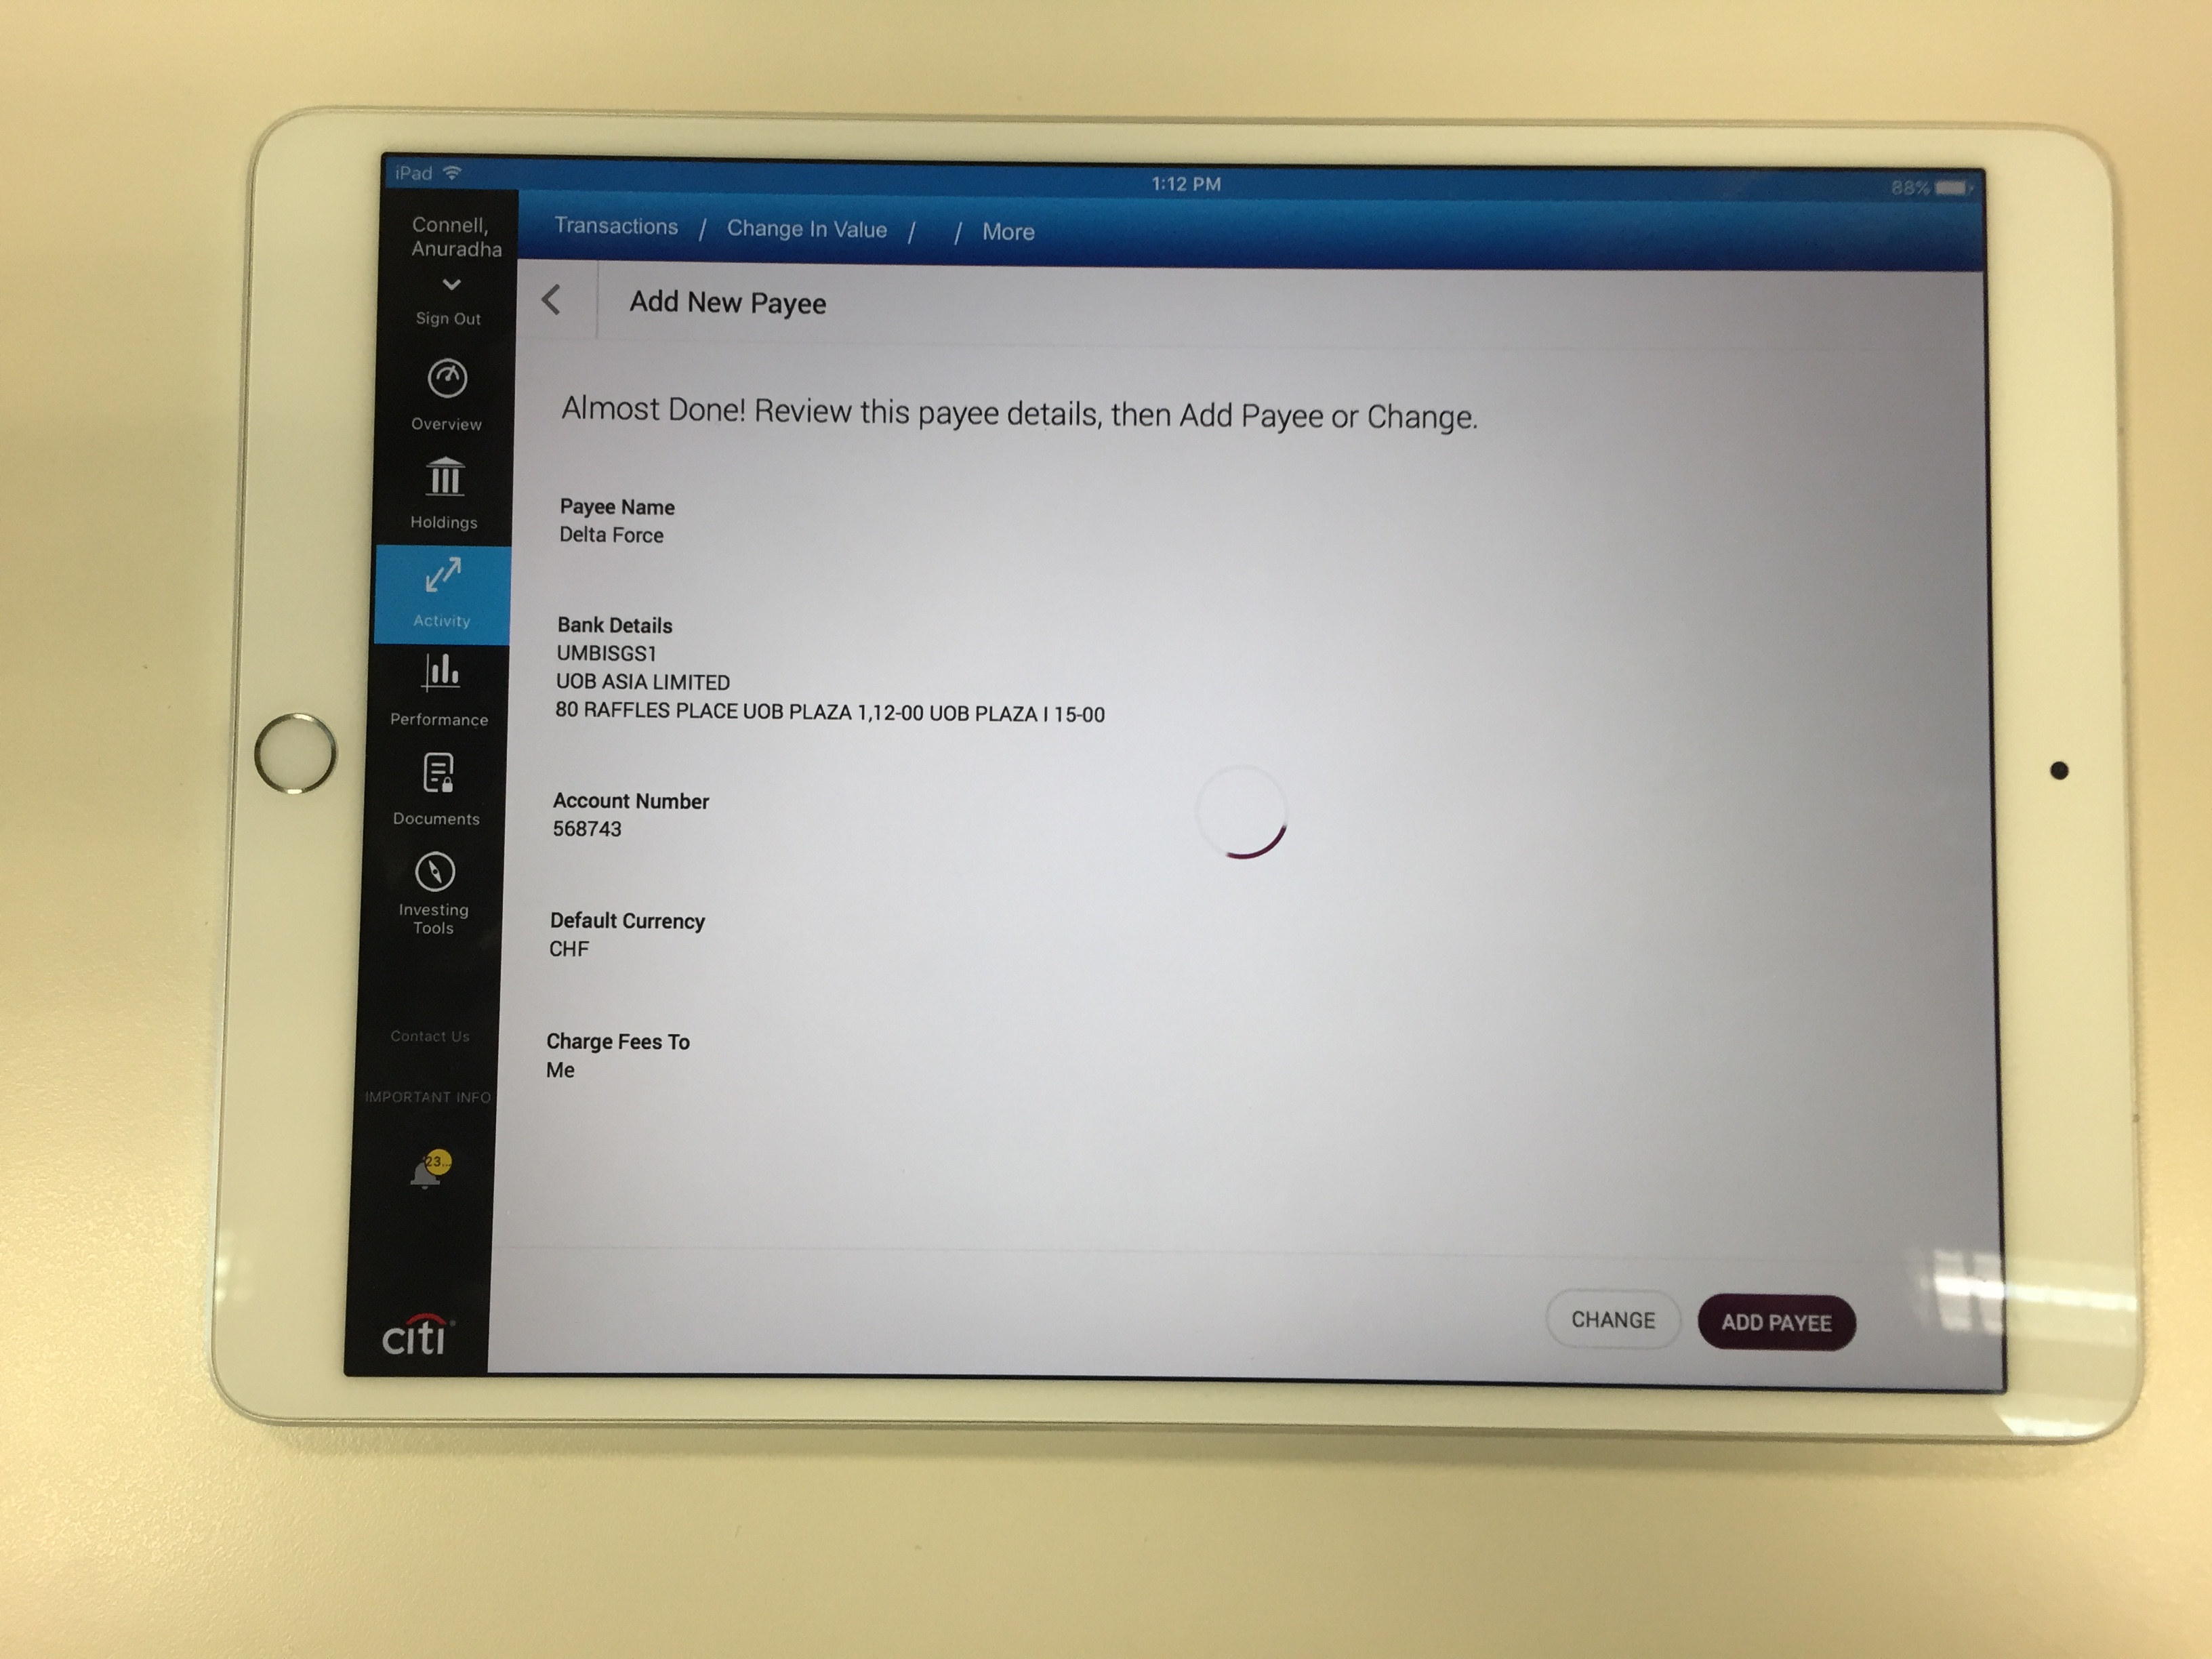 iPad
1:12 PM
88%
Connell,
Anuradha
Sign Out
Overview
Holdings
Activity
Performance
Documents
Investing
Tools
Contact Us
IMPORTANT INFO
23...
citi
Transactions / Change In Value / / More
Add New Payee
Almost Done! Review this payee details, then Add Payee or Change.
Payee Name
Delta Force
Bank Details
UMBISGS1
UOB ASIA LIMITED
80 RAFFLES PLACE UOB PLAZA 1,12-00 UOB PLAZA I 15-00
Account Number
568743
Default Currency
CHF
Charge Fees To
Me
CHANGE
ADD PAYEE